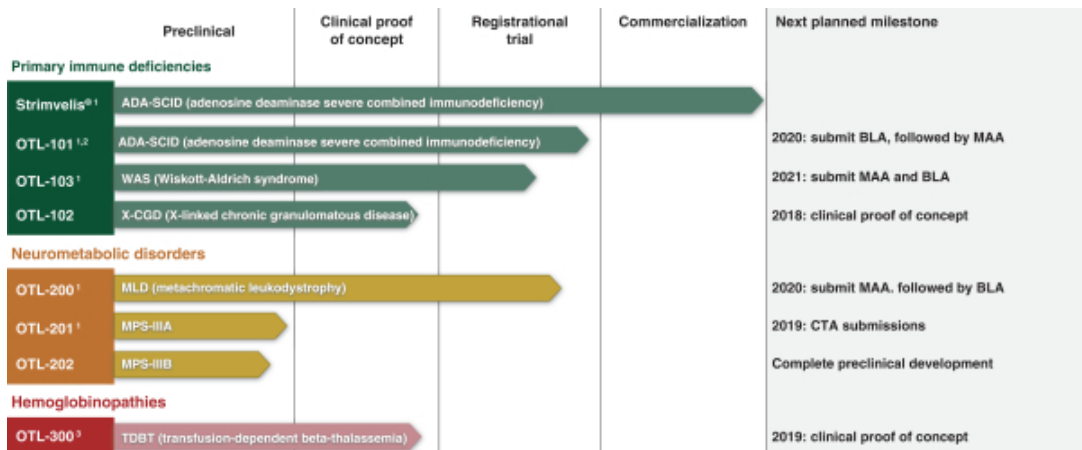 Preclinical
Clinical proof
of concept
Registrational
trial
Commercialization
Next planned milestone
Primary immune deficiencies
Strimvelis® 1 ADA-SCID (adenosine deaminase severe combined immunodeficiency)
OTL-101 1,2 ADA-SCID (adenosine deaminase severe combined immunodeficiency) 2020: submit BLA, followed by MAA
OTL-103 1 WAS (Wiskott-Aldrich syndrome) 2021: submit MAA and BLA
OTL-102 X-CGD (X-linked chronic granulomatous disease) 2018: clinical proof of concept
Neurometabolic disorders
OTL-200 1 MLD (metachromatic leukodystrophy) 2020: submit MAA. followed by BLA
OTL-201 1 MPS-IIIA 2019: CTA submissions
OTL-202 MPS-IIIB Complete preclinical development
Hemoglobinopathies
OTL-300 3 TDBT (transfusion-dependent beta-thalassemia) 2019: clinical proof of concept